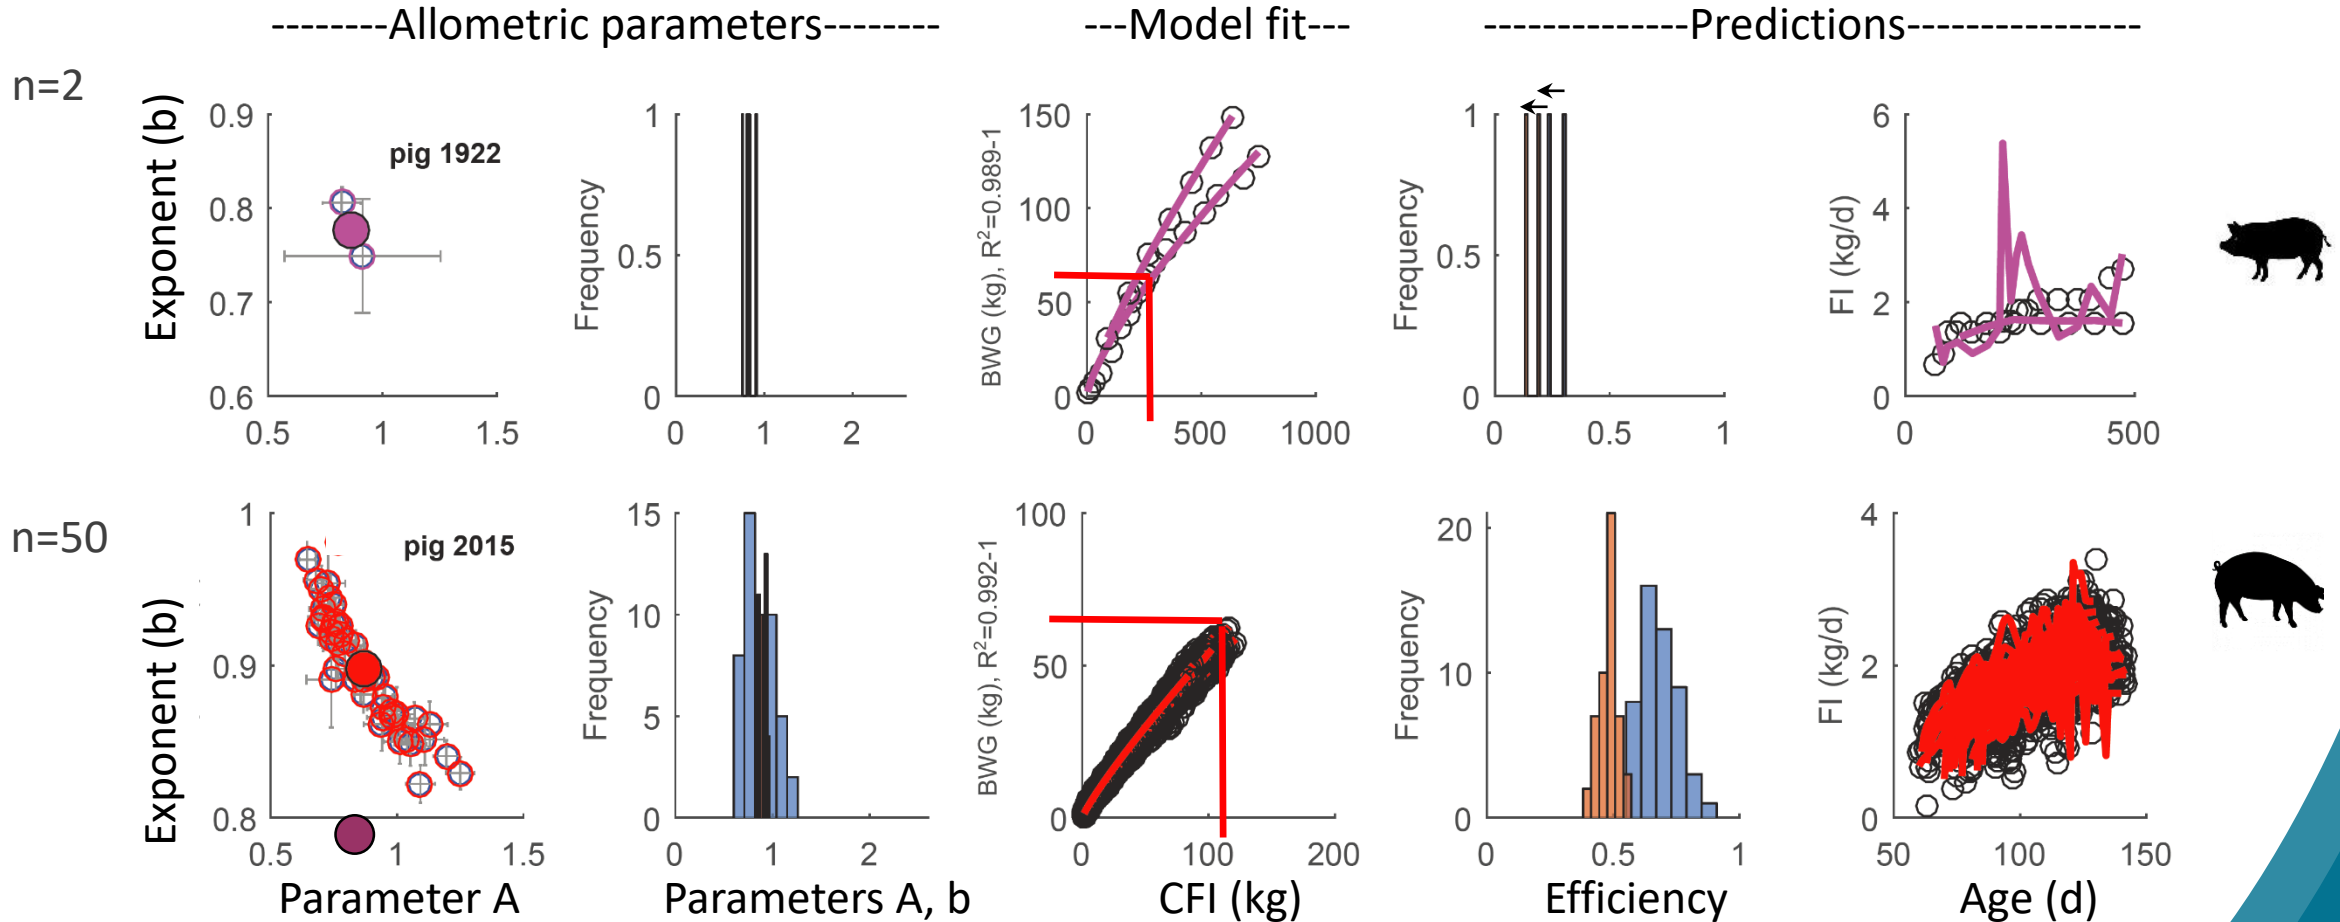 --------Allometric parameters--------
---Model fit---
-------------Predictions---------------
n=2
Exponent (b)
0.9
0.8
0.7
0.6
0.5
1
1.5
pig 1922
Frequency
1
0.5
0
0
1
2
BWG (kg), R²=0.989-1
150
100
50
0
0
500
1000
Frequency
1
0.5
0
0
0.5
1
FI (kg/d)
6
4
2
0
0
500
n=50
Exponent (b)
1
0.9
0.8
0.5
1
1.5
pig 2015
Parameter A
Frequency
15
10
5
0
0
1
2
Parameters A, b
BWG (kg), R²=0.992-1
100
50
0
0
100
200
CFI (kg)
Frequency
20
10
0
0
0.5
1
Efficiency
FI (kg/d)
4
2
0
50
100
150
Age (d)